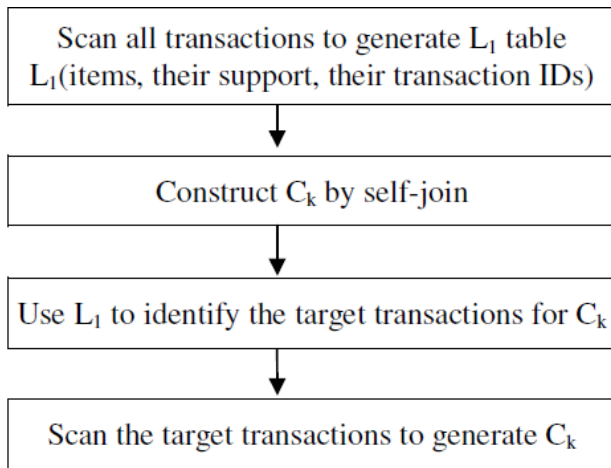 Scan all transactions to generate L₁ table
L₁(items, their support, their transaction IDs)
Construct Cₖ by self-join
Use L₁ to identify the target transactions for Cₖ
Scan the target transactions to generate Cₖ